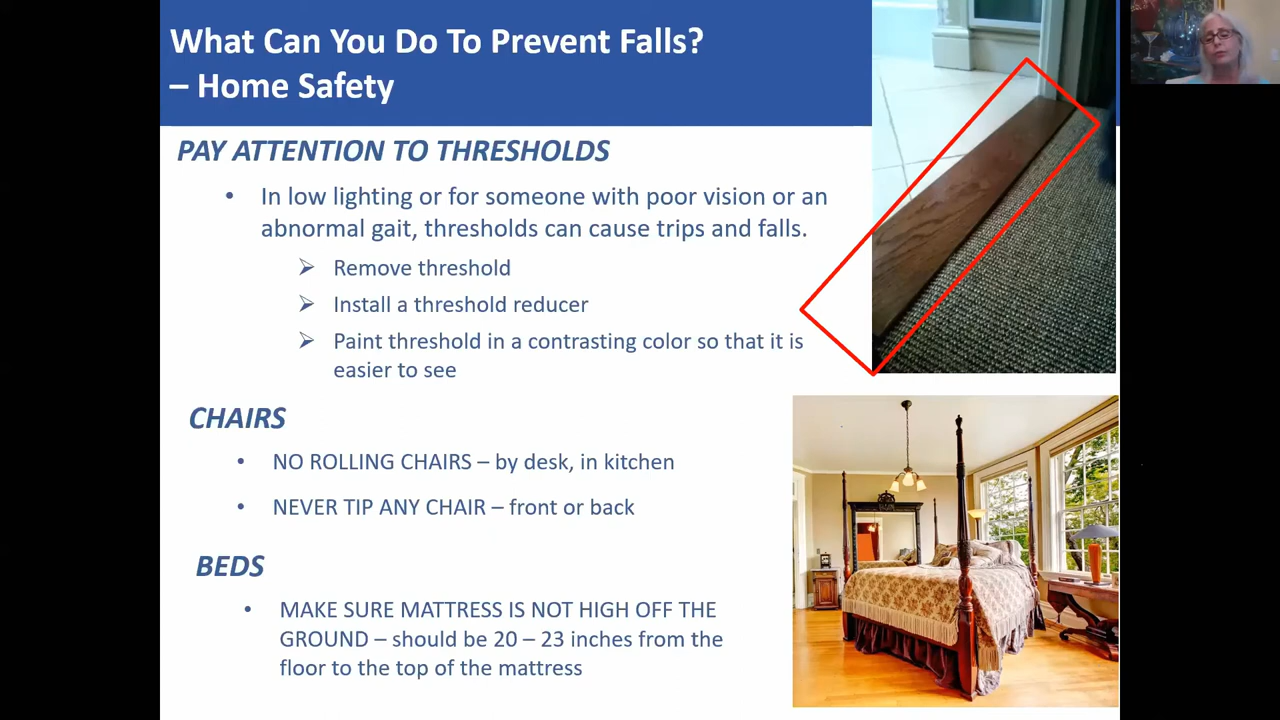 What Can You Do To Prevent Falls?
– Home Safety
PAY ATTENTION TO THRESHOLDS
• In low lighting or for someone with poor vision or an
abnormal gait, thresholds can cause trips and falls.
➢ Remove threshold
➢ Install a threshold reducer
➢ Paint threshold in a contrasting color so that it is
easier to see
CHAIRS
• NO ROLLING CHAIRS – by desk, in kitchen
• NEVER TIP ANY CHAIR – front or back
BEDS
• MAKE SURE MATTRESS IS NOT HIGH OFF THE
GROUND – should be 20 – 23 inches from the
floor to the top of the mattress